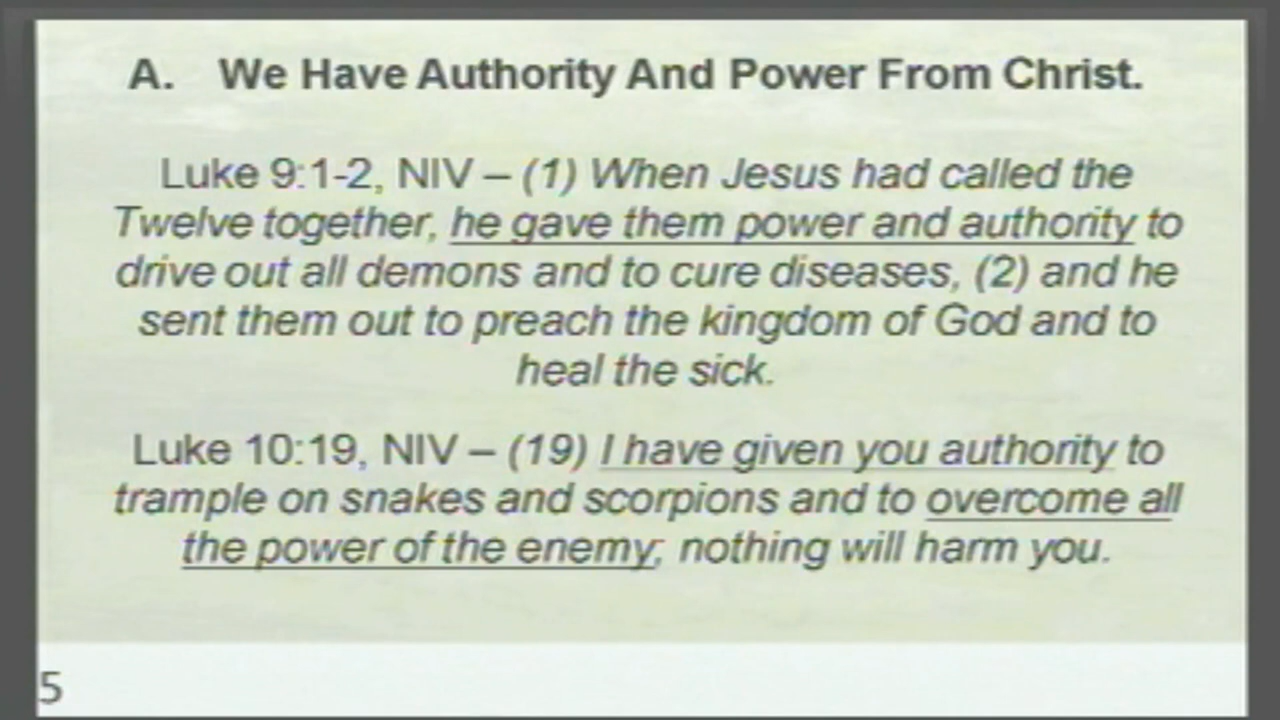 A. We Have Authority And Power From Christ.
Luke 9:1-2, NIV – (1) When Jesus had called the
Twelve together, he gave them power and authority to
drive out all demons and to cure diseases, (2) and he
sent them out to preach the kingdom of God and to
heal the sick.
Luke 10:19, NIV – (19) I have given you authority to
trample on snakes and scorpions and to overcome all
the power of the enemy; nothing will harm you.
5